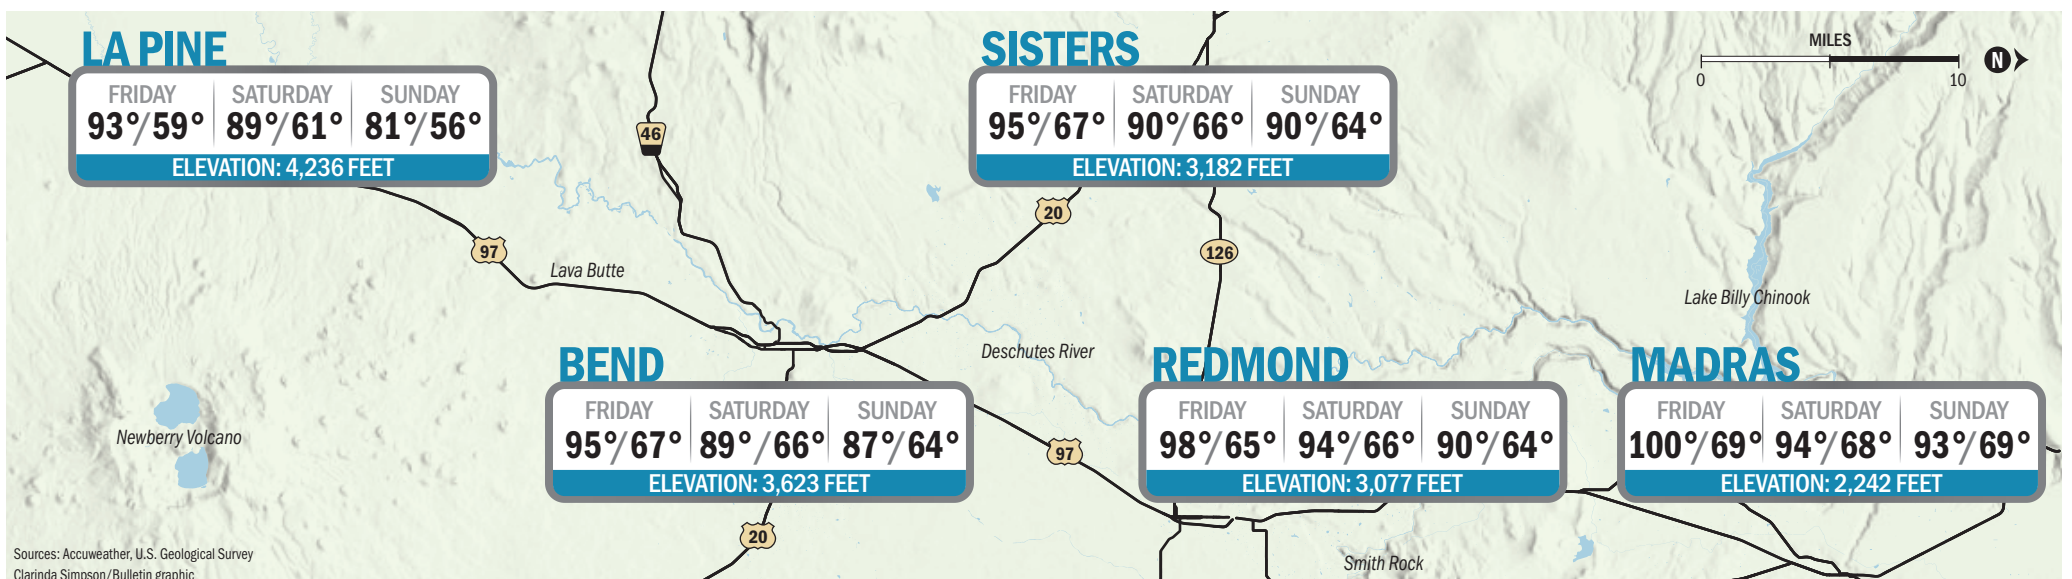 LA PINE
FRIDAY SATURDAY SUNDAY
93°/59° 89°/61° 81°/56°
ELEVATION: 4,236 FEET
46
SISTERS
FRIDAY SATURDAY SUNDAY
95°/67° 90°/66° 90°/64°
ELEVATION: 3,182 FEET
MILES
0 10
N
97
20
126
Lava Butte
Lake Billy Chinook
Deschutes River
Newberry Volcano
BEND
FRIDAY SATURDAY SUNDAY
95°/67° 89°/66° 87°/64°
ELEVATION: 3,623 FEET
97
20
REDMOND
FRIDAY SATURDAY SUNDAY
98°/65° 94°/66° 90°/64°
ELEVATION: 3,077 FEET
MADRAS
FRIDAY SATURDAY SUNDAY
100°/69° 94°/68° 93°/69°
ELEVATION: 2,242 FEET
Smith Rock
Sources: Accuweather, U.S. Geological Survey
Clarinda Simpson/Bulletin graphic